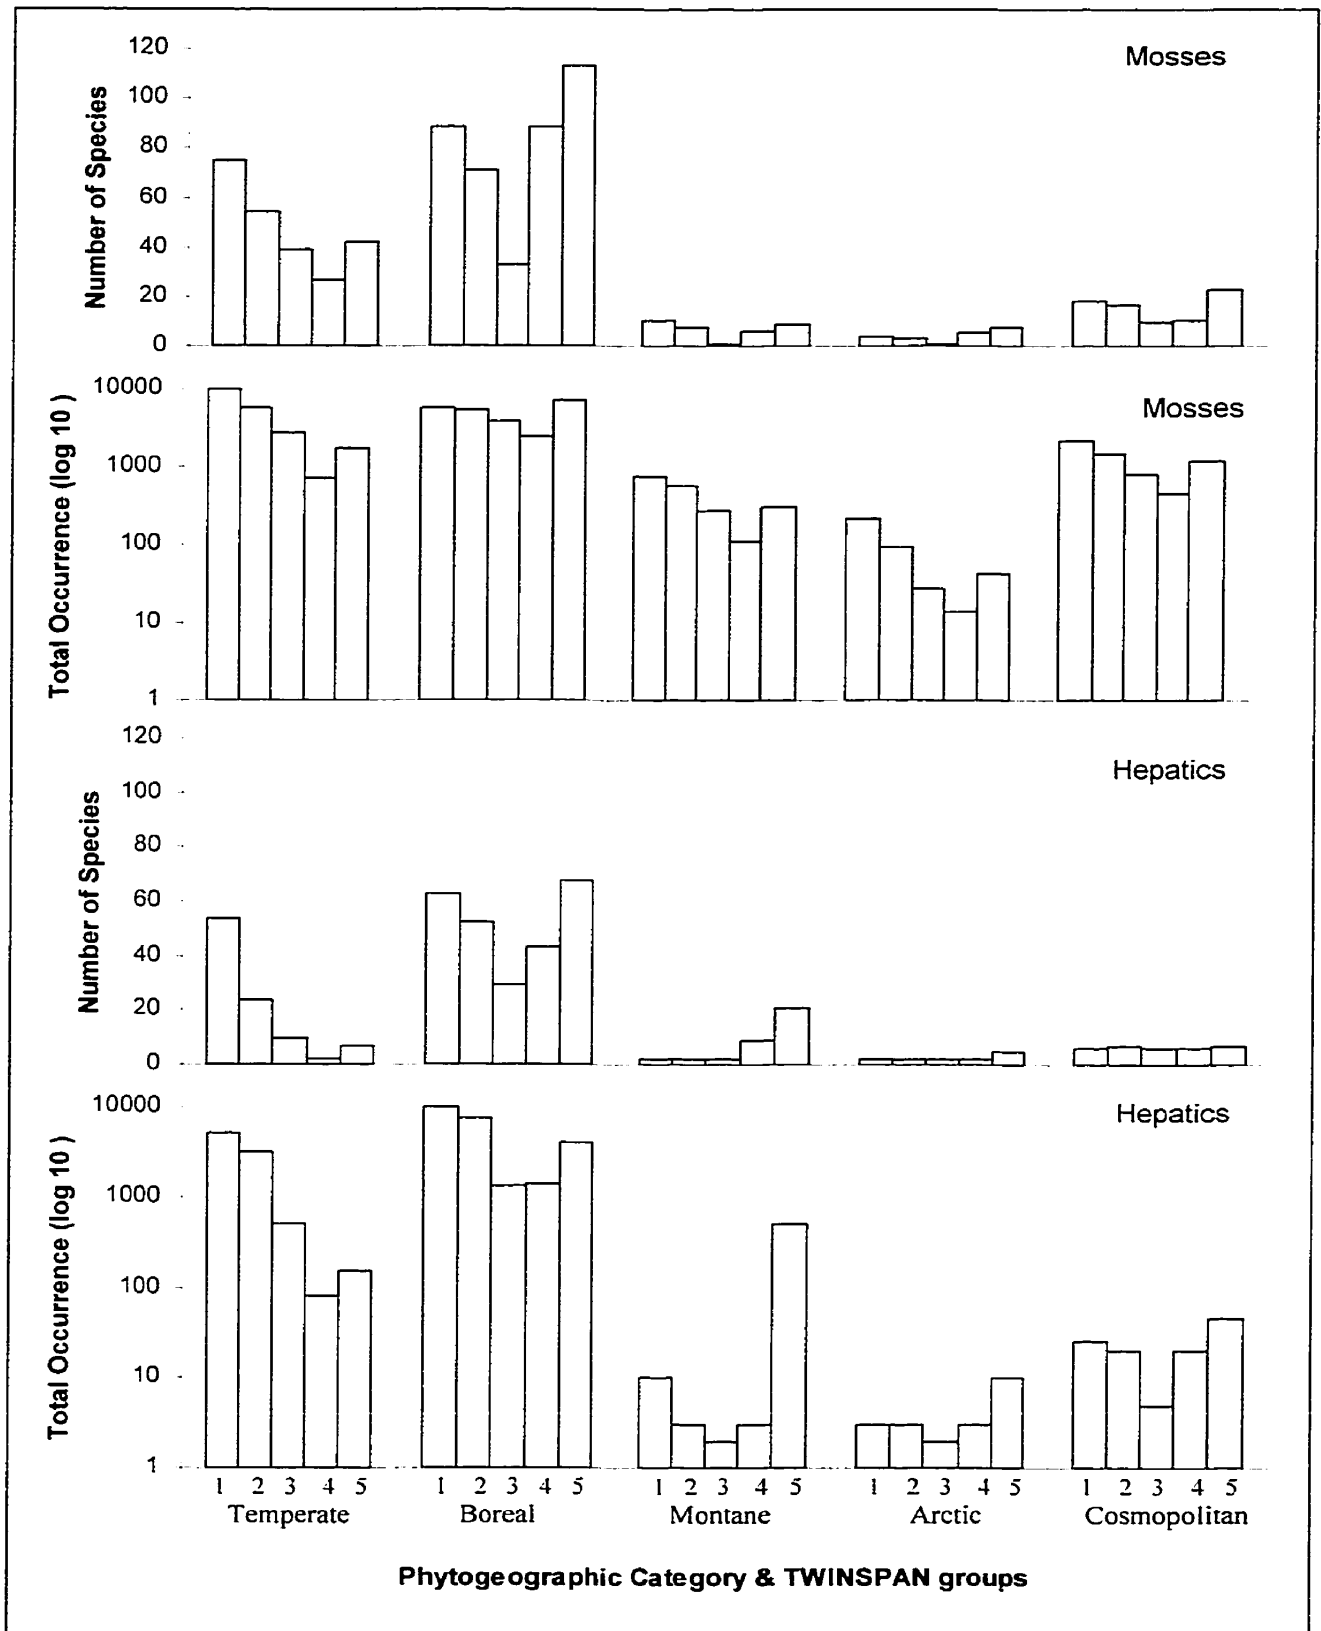 Mosses
Number of Species
120
100
80
60
40
20
0
Mosses
Total Occurrence (log 10 )
10000
1000
100
10
1
Hepatics
Number of Species
120
100
80
60
40
20
0
Hepatics
Total Occurrence (log 10 )
10000
1000
100
10
1
1 2 3 4 5 1 2 3 4 5 1 2 3 4 5 1 2 3 4 5 1 2 3 4 5
Temperate Boreal Montane Arctic Cosmopolitan
Phytogeographic Category & TWINSPAN groups